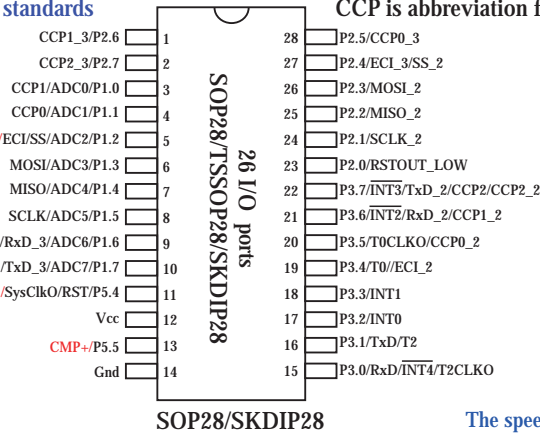 standards
CCP is abbreviation f
CCP1_3/P2.6 1
CCP2_3/P2.7 2
CCP1/ADC0/P1.0 3
CCP0/ADC1/P1.1 4
/ECI/SS/ADC2/P1.2 5
MOSI/ADC3/P1.3 6
MISO/ADC4/P1.4 7
SCLK/ADC5/P1.5 8
/RxD_3/ADC6/P1.6 9
/TxD_3/ADC7/P1.7 10
/SysClkO/RST/P5.4 11
Vcc 12
CMP+/P5.5 13
Gnd 14
SOP28/TSSOP28/SKDIP28
26 I/O ports
28 P2.5/CCP0_3
27 P2.4/ECI_3/SS_2
26 P2.3/MOSI_2
25 P2.2/MISO_2
24 P2.1/SCLK_2
23 P2.0/RSTOUT_LOW
22 P3.7/INT3/TxD_2/CCP2/CCP2_2
21 P3.6/INT2/RxD_2/CCP1_2
20 P3.5/T0CLKO/CCP0_2
19 P3.4/T0//ECI_2
18 P3.3/INT1
17 P3.2/INT0
16 P3.1/TxD/T2
15 P3.0/RxD/INT4/T2CLKO
SOP28/SKDIP28
The spee